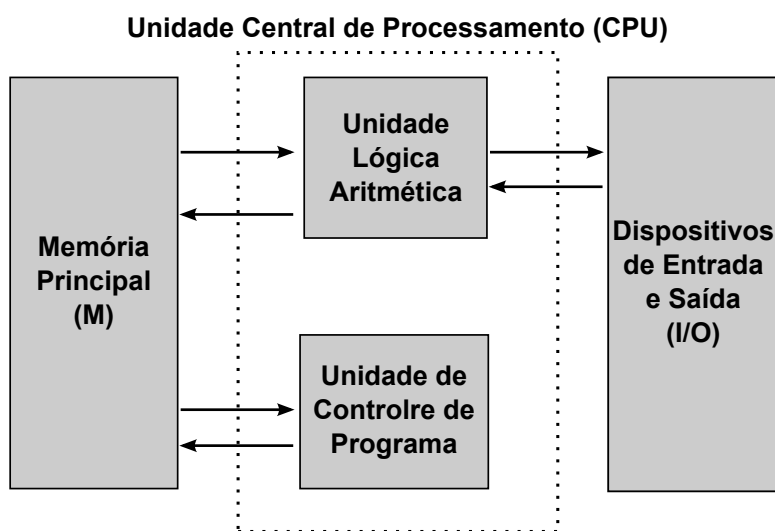 Unidade Central de Processamento (CPU)
Memória
Principal
(M)
Unidade
Lógica
Aritmética
Unidade de
Controlre de
Programa
Dispositivos
de Entrada
e Saída
(I/O)